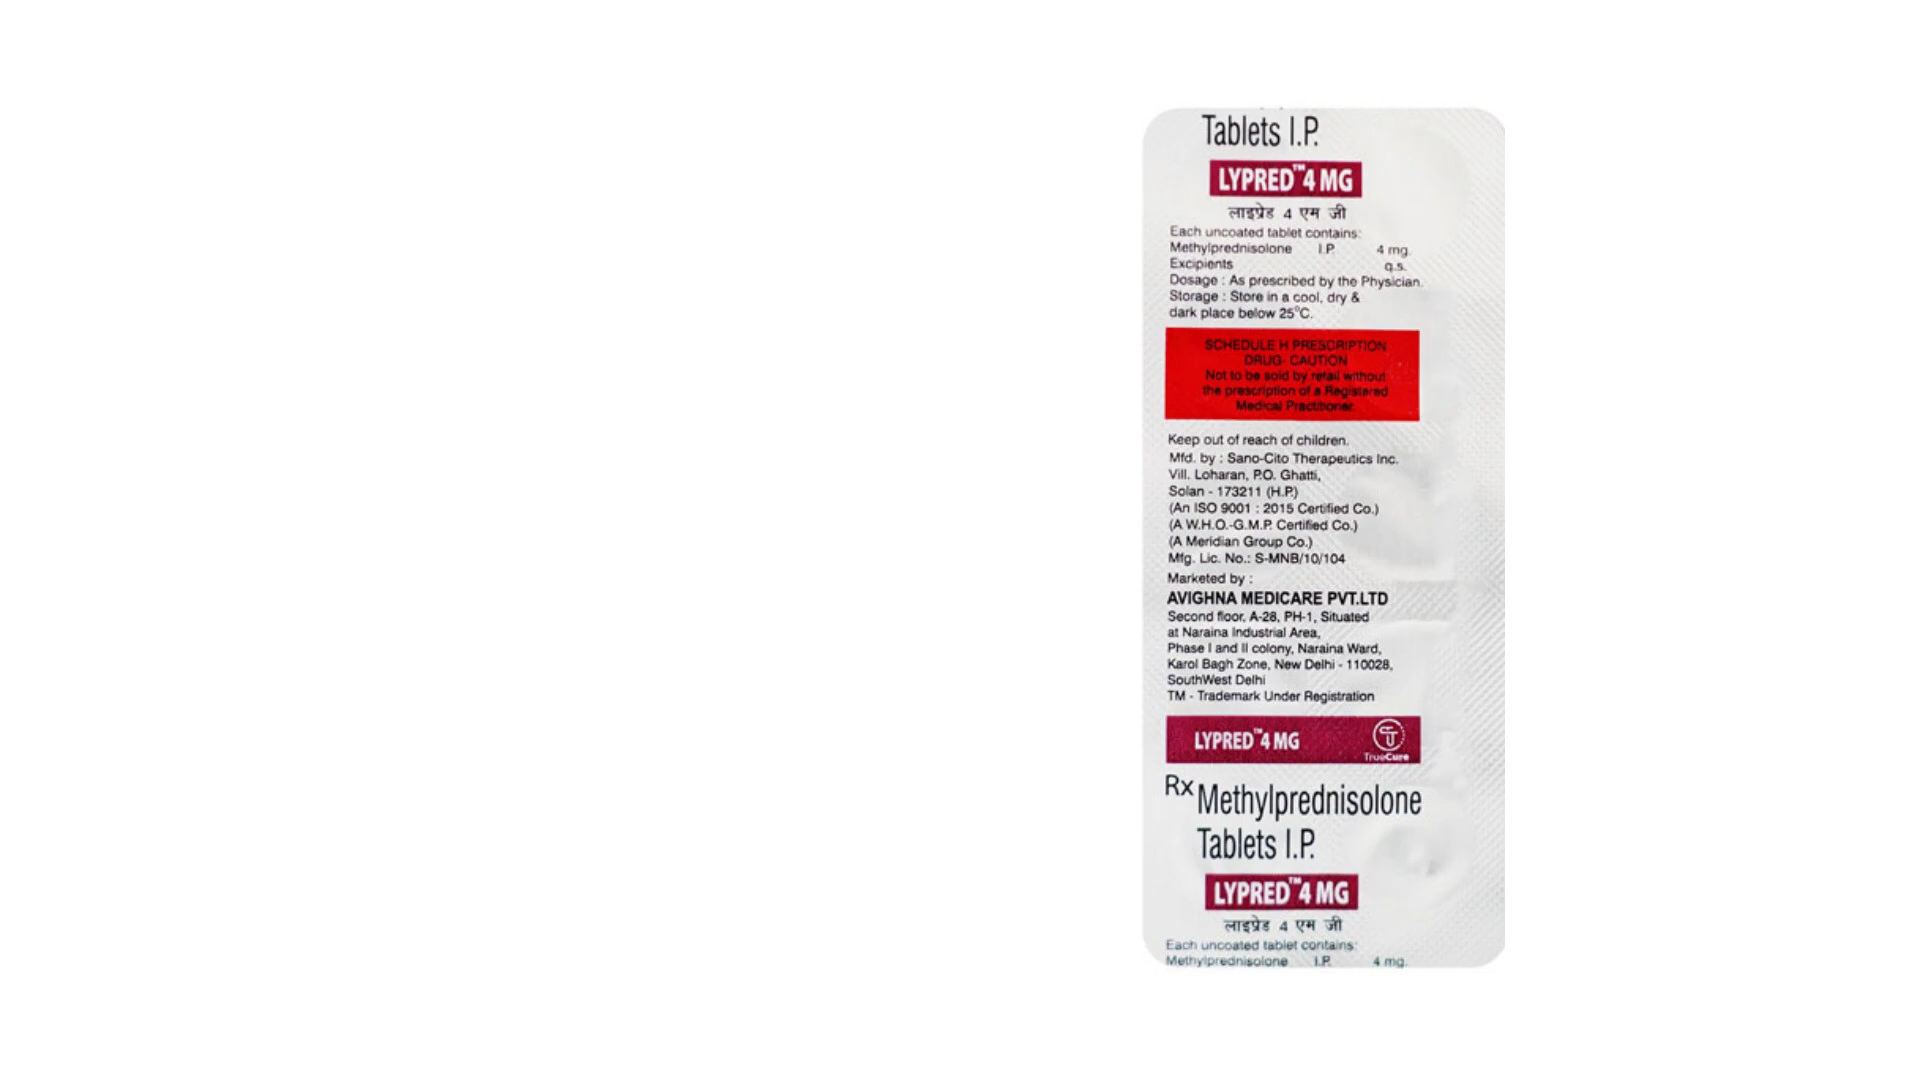 Tablets I.P.
LYPRED™4 MG
लाइप्रेड 4 एम जी
Each uncoated tablet contains:
Methylprednisolone I.P. 4 mg.
Excipients q.s.
Dosage : As prescribed by the Physician.
Storage : Store in a cool, dry &
dark place below 25°C.
SCHEDULE H PRESCRIPTION
DRUG- CAUTION
Not to be sold by retail without
the prescription of a Registered
Medical Practitioner.
Keep out of reach of children.
Mfd. by : Sano-Cito Therapeutics Inc.
Vill. Loharan, P.O. Ghatti,
Solan - 173211 (H.P.)
(An ISO 9001 : 2015 Certified Co.)
(A W.H.O.-G.M.P. Certified Co.)
(A Meridian Group Co.)
Mfg. Lic. No.: S-MNB/10/104
Marketed by :
AVIGHNA MEDICARE PVT.LTD
Second floor, A-28, PH-1, Situated
at Naraina Industrial Area,
Phase I and II colony, Naraina Ward,
Karol Bagh Zone, New Delhi - 110028,
SouthWest Delhi
TM - Trademark Under Registration
LYPRED™4 MG
TrueCure
Rx Methylprednisolone
Tablets I.P.
LYPRED™4 MG
लाइप्रेड 4 एम जी
Each uncoated tablet contains:
Methylprednisolone I.P. 4 mg.